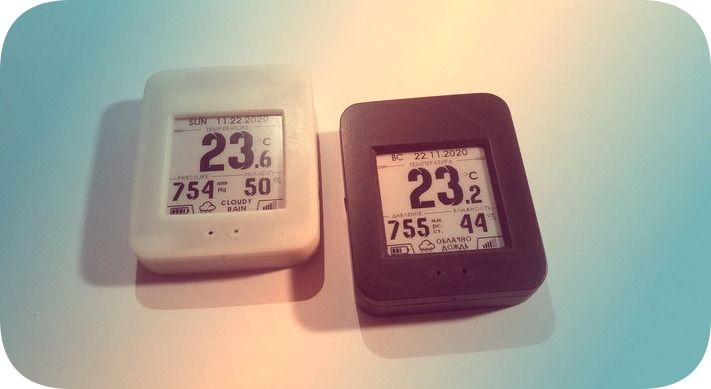 SUN 11.22.2020
TEMPERATURE
23.6 °C
PRESSURE HUMIDITY
754 mm Hg 50 %
CLOUDY
RAIN
ВС 22.11.2020
ТЕМПЕРАТУРА
23.2 °C
ДАВЛЕНИЕ ВЛАЖНОСТЬ
755 мм рт. ст. 44 %
ОБЛАЧНО
ДОЖДЬ